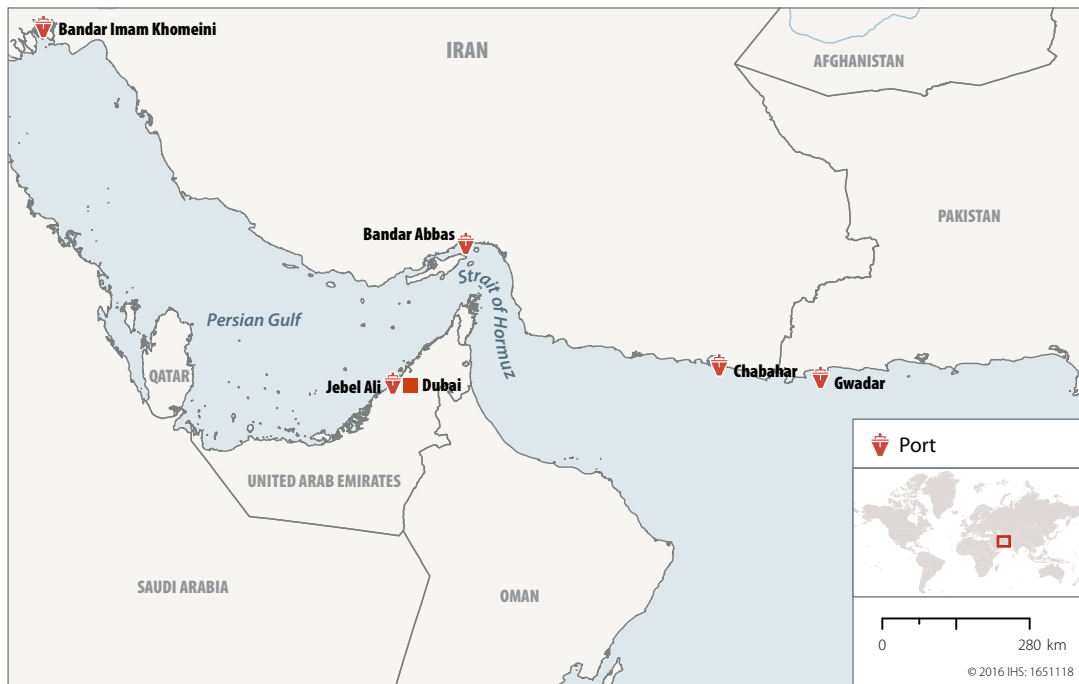 Bandar Imam Khomeini
IRAN
AFGHANISTAN
PAKISTAN
Bandar Abbas
Strait of Hormuz
Persian Gulf
QATAR
Jebel Ali
Dubai
Chabahar
Gwadar
UNITED ARAB EMIRATES
SAUDI ARABIA
OMAN
Port
0 280 km
© 2016 IHS: 1651118